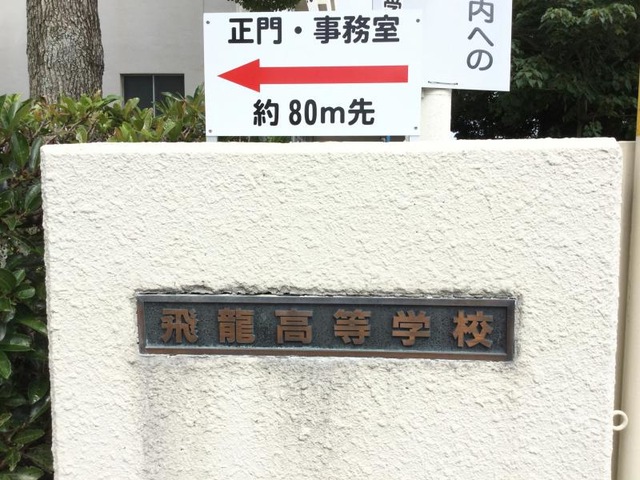 正門・事務室
約80m先
内への
学
飛龍高等学校